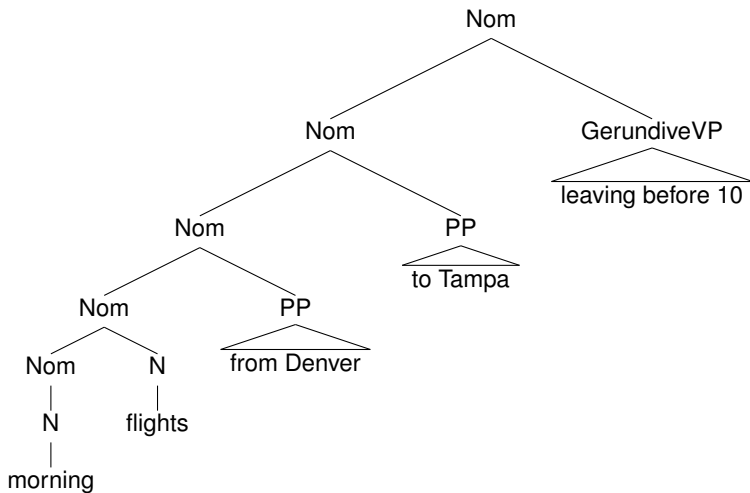 Nom
Nom GerundiveVP
leaving before 10
Nom PP
to Tampa
Nom PP
from Denver
Nom N
N flights
morning